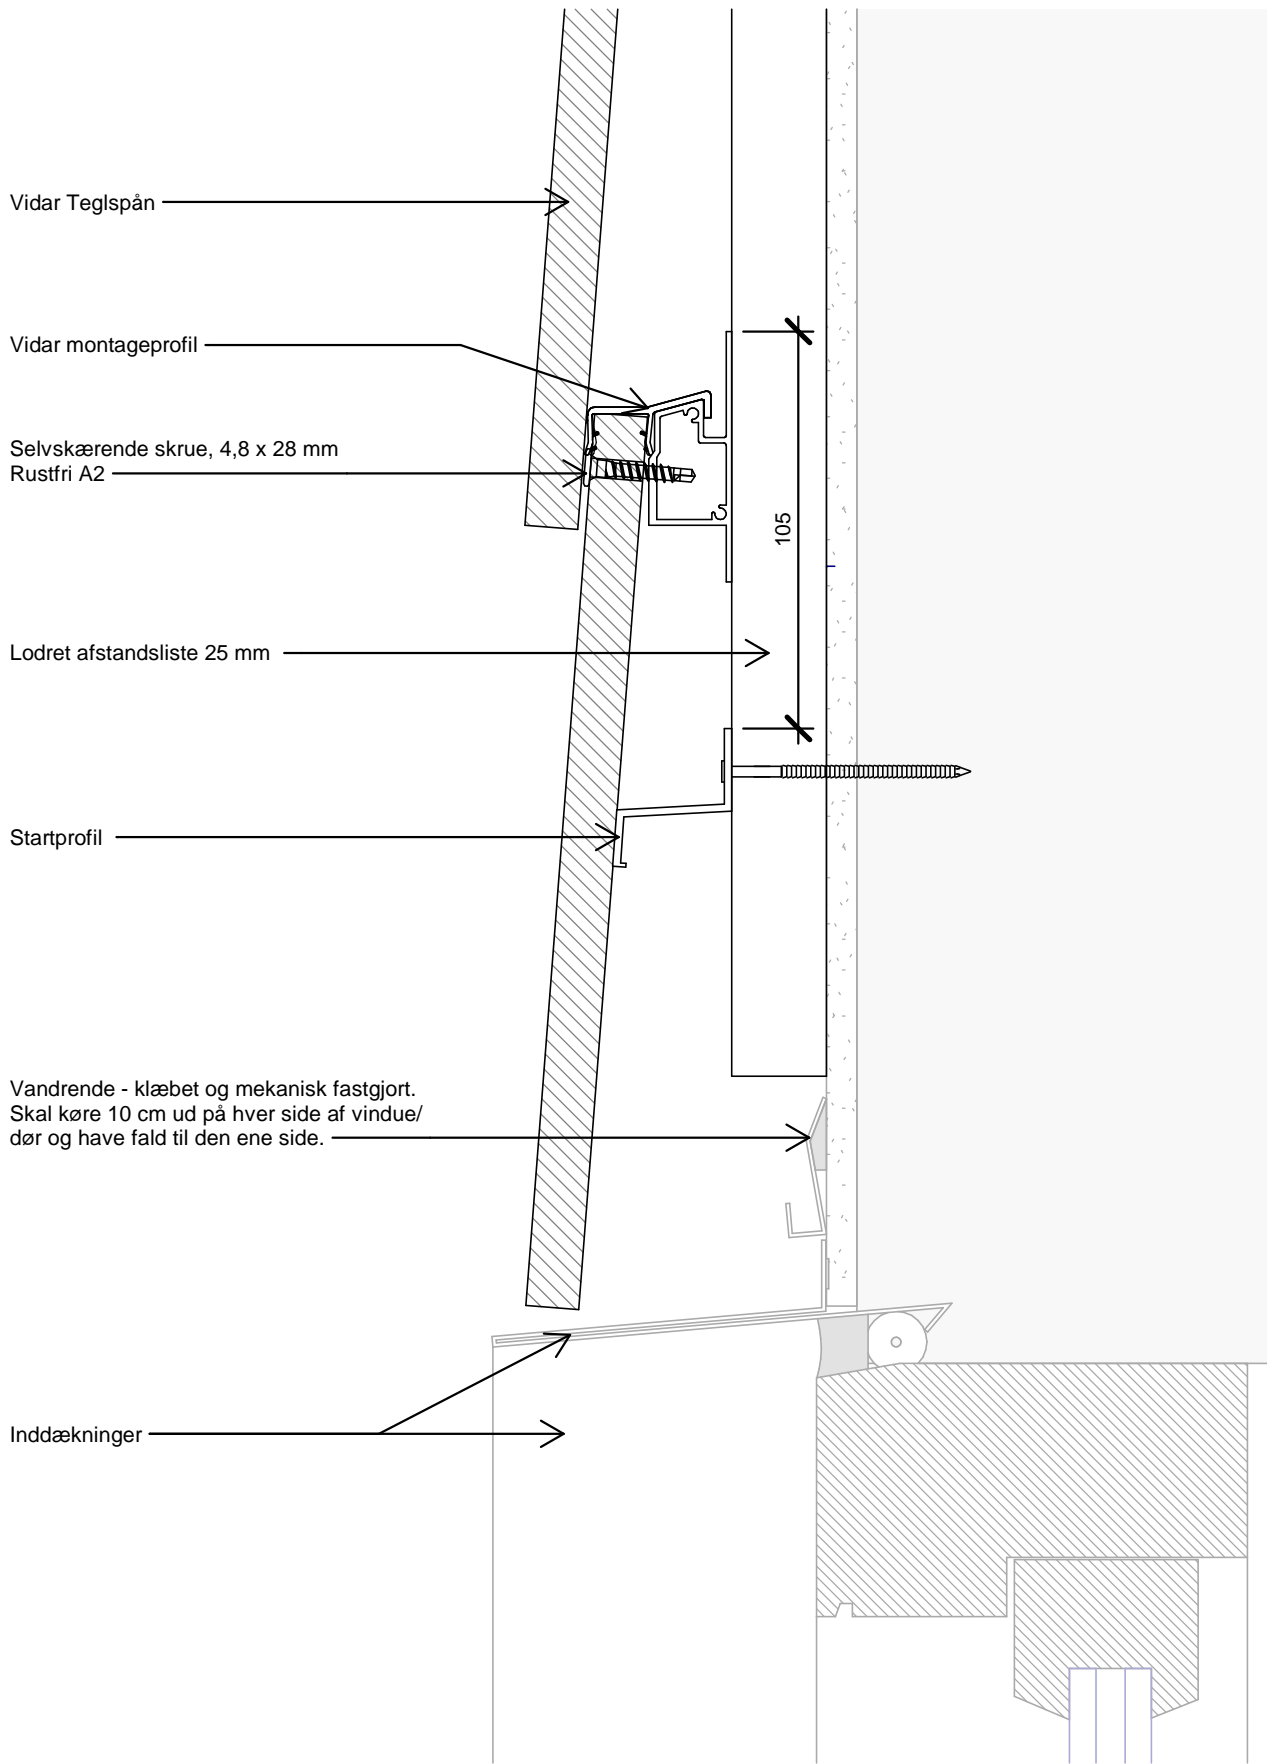 Vidar Teglspån
Vidar montageprofil
Selvskærende skrue, 4,8 x 28 mm
Rustfri A2
105
Lodret afstandsliste 25 mm
Startprofil
Vandrende - klæbet og mekanisk fastgjort.
Skal køre 10 cm ud på hver side af vindue/
dør og have fald til den ene side.
Inddækninger